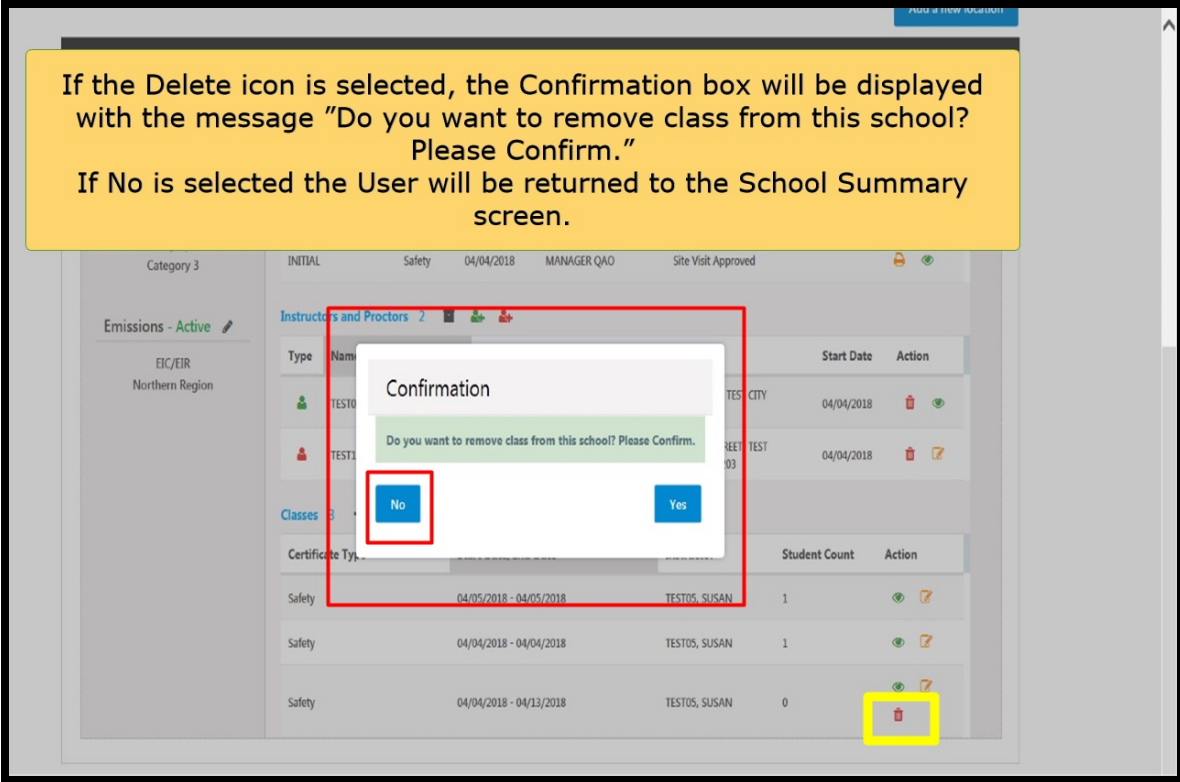 Add a new location
If the Delete icon is selected, the Confirmation box will be displayed
with the message "Do you want to remove class from this school?
Please Confirm."
If No is selected the User will be returned to the School Summary
screen.
Category 3
INITIAL Safety 04/04/2018 MANAGER QAO Site Visit Approved
Instructors and Proctors 2
Emissions - Active
EIC/EIR
Northern Region
Type Name Start Date Action
TEST0 TEST CITY 04/04/2018
TEST1 REET TEST 04/04/2018
03
Confirmation
Do you want to remove class from this school? Please Confirm.
No Yes
Classes 3
Certificate Type Student Count Action
Safety 04/05/2018 - 04/05/2018 TEST05, SUSAN 1
Safety 04/04/2018 - 04/04/2018 TEST05, SUSAN 1
Safety 04/04/2018 - 04/13/2018 TEST05, SUSAN 0